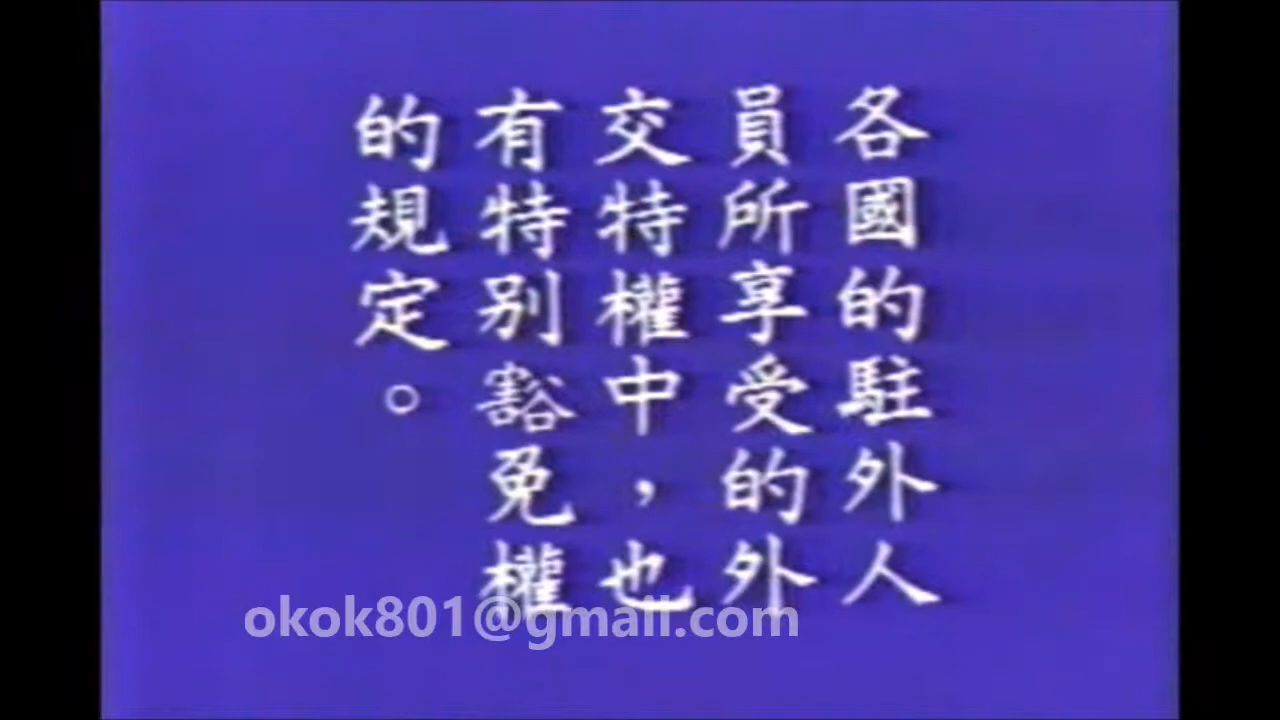 各國的駐外人
員所享受的外
交特權中，也
有特別豁免權
的規定。
okok801@gmail.com